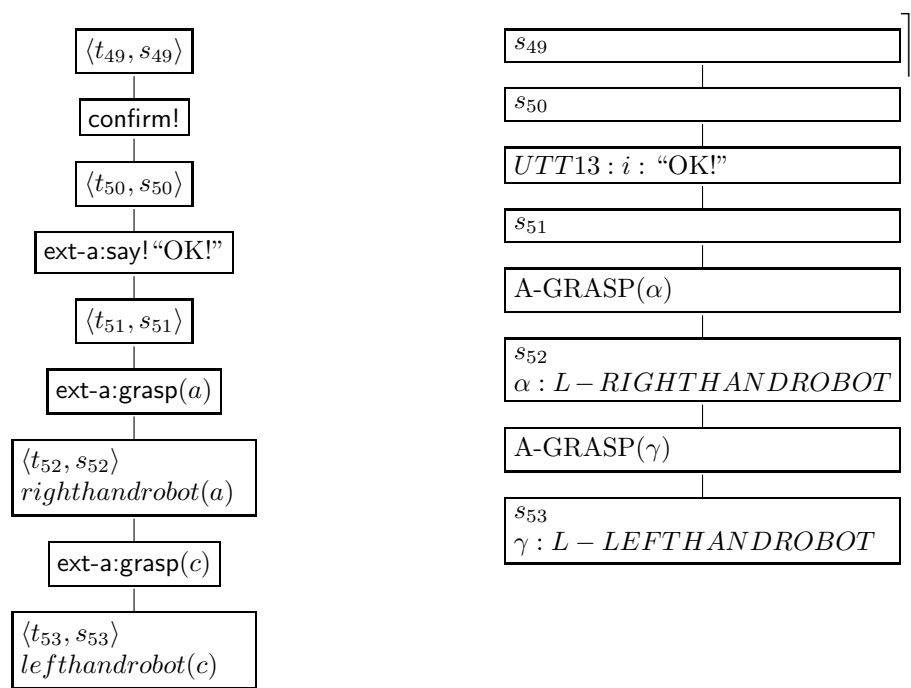 ⟨t₄₉, s₄₉⟩
confirm!
⟨t₅₀, s₅₀⟩
ext-a:say! “OK!”
⟨t₅₁, s₅₁⟩
ext-a:grasp(a)
⟨t₅₂, s₅₂⟩
righthandrobot(a)
ext-a:grasp(c)
⟨t₅₃, s₅₃⟩
lefthandrobot(c)
s₄₉
s₅₀
UTT13 : i : “OK!”
s₅₁
A-GRASP(α)
s₅₂
α : L − RIGHTHANDROBOT
A-GRASP(γ)
s₅₃
γ : L − LEFTHANDROBOT